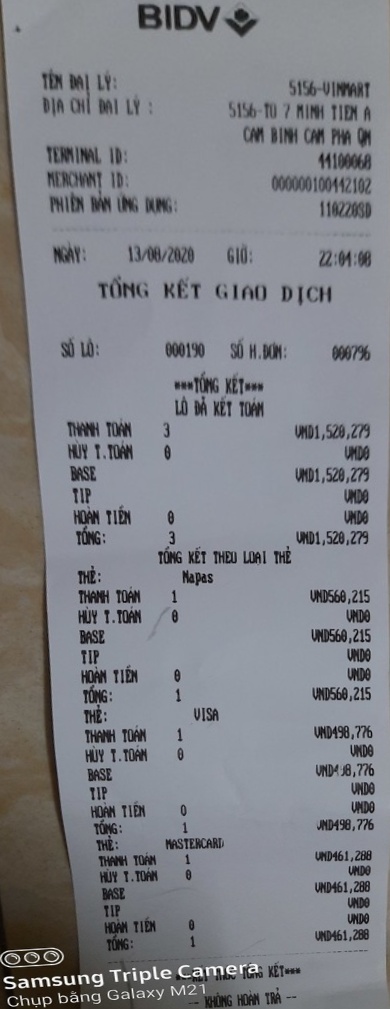 BIDV
TÊN ĐẠI LÝ: 5156-VINMART
ĐỊA CHỈ ĐẠI LÝ : 5156-TO 7 MINH TIEN A
CAM BINH CAM PHA QN
TERMINAL ID: 44100068
MERCHANT ID: 000000100442102
PHIÊN BẢN ỨNG DỤNG: 110220SD
NGÀY: 13/08/2020 GIỜ: 22:04:08
TỔNG KẾT GIAO DỊCH
SỐ LÔ: 000190 SỐ H.ĐƠN: 000796
***TỔNG KẾT***
LÔ ĐÃ KẾT TOÁN
THANH TOÁN 3 VND1,520,279
HỦY T.TOÁN 0 VND0
BASE VND1,520,279
TIP VND0
HOÀN TIỀN 0 VND0
TỔNG: 3 VND1,520,279
TỔNG KẾT THEO LOẠI THẺ
THẺ: Napas
THANH TOÁN 1 VND560,215
HỦY T.TOÁN 0 VND0
BASE VND560,215
TIP VND0
HOÀN TIỀN 0 VND0
TỔNG: 1 VND560,215
THẺ: VISA
THANH TOÁN 1 VND498,776
HỦY T.TOÁN 0 VND0
BASE VND498,776
TIP VND0
HOÀN TIỀN 0 VND0
TỔNG: 1 VND498,776
THẺ: MASTERCARD
THANH TOÁN 1 VND461,288
HỦY T.TOÁN 0 VND0
BASE VND461,288
TIP VND0
HOÀN TIỀN 0 VND0
TỔNG: 1 VND461,288
TỔNG KẾT***
-- KHÔNG HOÀN TRẢ --
Samsung Triple Camera
Chụp bằng Galaxy M21